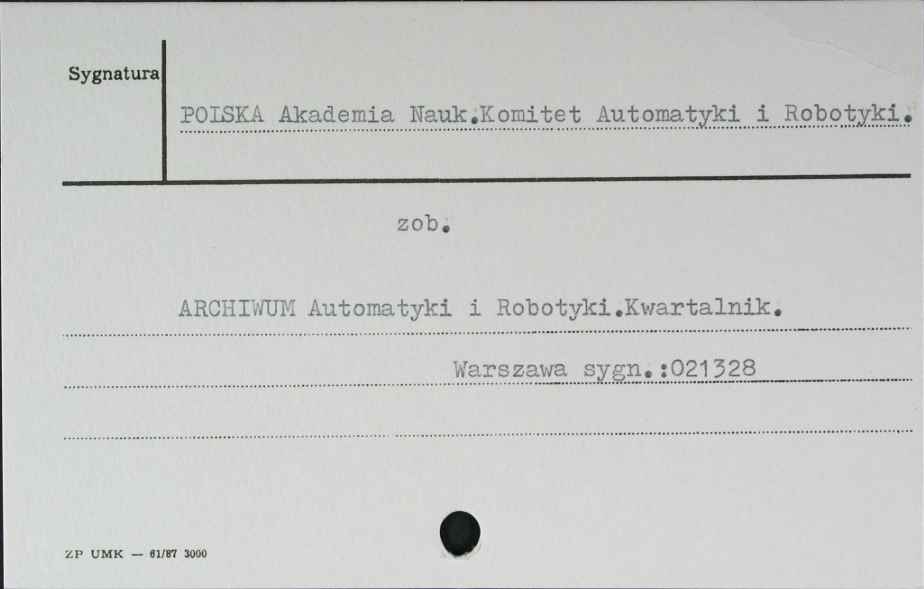 Sygnatura
POLSKA Akademia Nauk.Komitet Automatyki i Robotyki.
zob.
ARCHIWUM Automatyki i Robotyki.Kwartalnik.
Warszawa sygn.:021328
ZP UMK — 61/87 3000